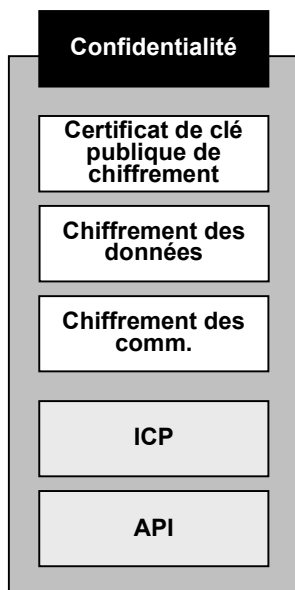 Confidentialité
Certificat de clé
publique de
chiffrement
Chiffrement des
données
Chiffrement des
comm.
ICP
API